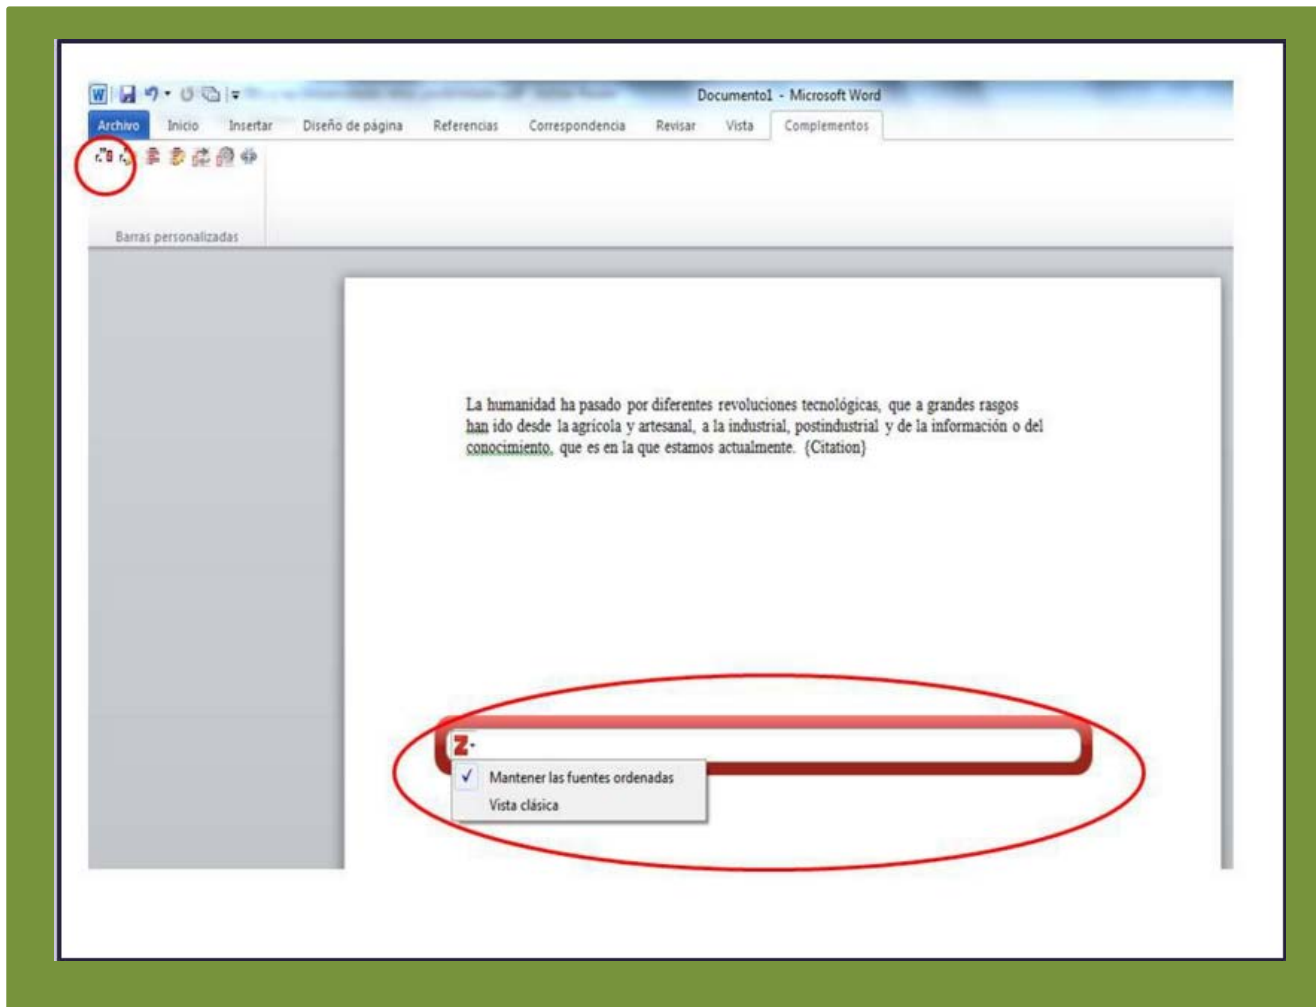 Documento1 - Microsoft Word
Archivo Inicio Insertar Diseño de página Referencias Correspondencia Revisar Vista Complementos
Barras personalizadas
La humanidad ha pasado por diferentes revoluciones tecnológicas, que a grandes rasgos
han ido desde la agrícola y artesanal, a la industrial, postindustrial y de la información o del
conocimiento, que es en la que estamos actualmente. {Citation}
Z
Mantener las fuentes ordenadas
Vista clásica